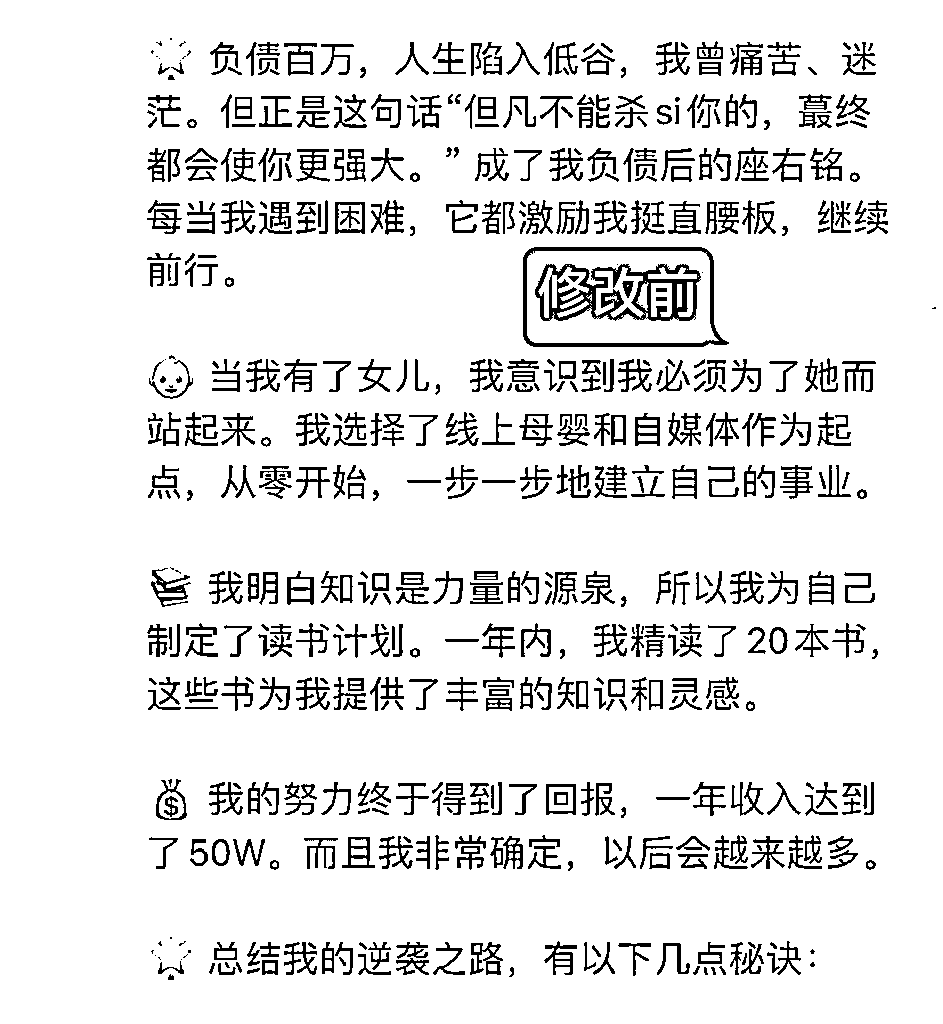 🌟 负债百万，人生陷入低谷，我曾痛苦、迷
茫。但正是这句话“但凡不能杀si你的，蕞终
都会使你更强大。” 成了我负债后的座右铭。
每当我遇到困难，它都激励我挺直腰板，继续
前行。
修改前
👶 当我有了女儿，我意识到我必须为了她而
站起来。我选择了线上母婴和自媒体作为起
点，从零开始，一步一步地建立自己的事业。
📚 我明白知识是力量的源泉，所以我为自己
制定了读书计划。一年内，我精读了20本书，
这些书为我提供了丰富的知识和灵感。
💰 我的努力终于得到了回报，一年收入达到
了50W。而且我非常确定，以后会越来越多。
🌟 总结我的逆袭之路，有以下几点秘诀：